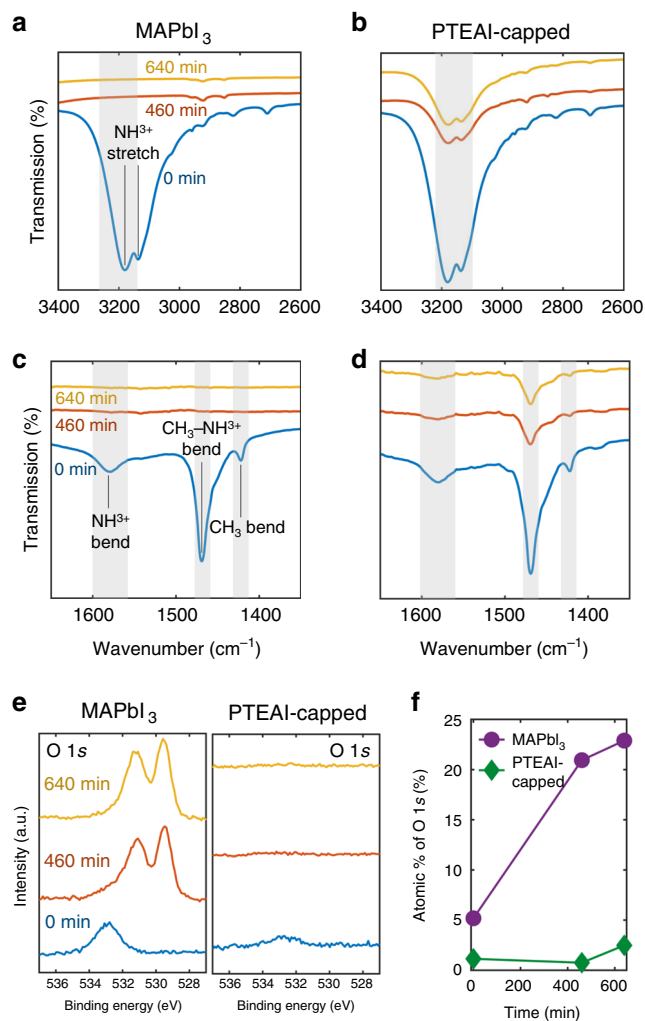 a
MAPbI₃
640 min
460 min
NH³⁺
stretch
0 min
Transmission (%)
3400 3200 3000 2800 2600
b
PTEAI-capped
3400 3200 3000 2800 2600
c
640 min
460 min
CH₃–NH³⁺
bend
0 min
NH³⁺
bend
CH₃ bend
Transmission (%)
1600 1500 1400
Wavenumber (cm⁻¹)
d
1600 1500 1400
Wavenumber (cm⁻¹)
e
MAPbI₃
PTEAI-capped
O 1s
O 1s
640 min
460 min
0 min
Intensity (a.u.)
536 534 532 530 528
536 534 532 530 528
Binding energy (eV)
Binding energy (eV)
f
25
20
15
10
5
0
MAPbI₃
PTEAI-
capped
Atomic % of O 1s (%)
0 200 400 600
Time (min)